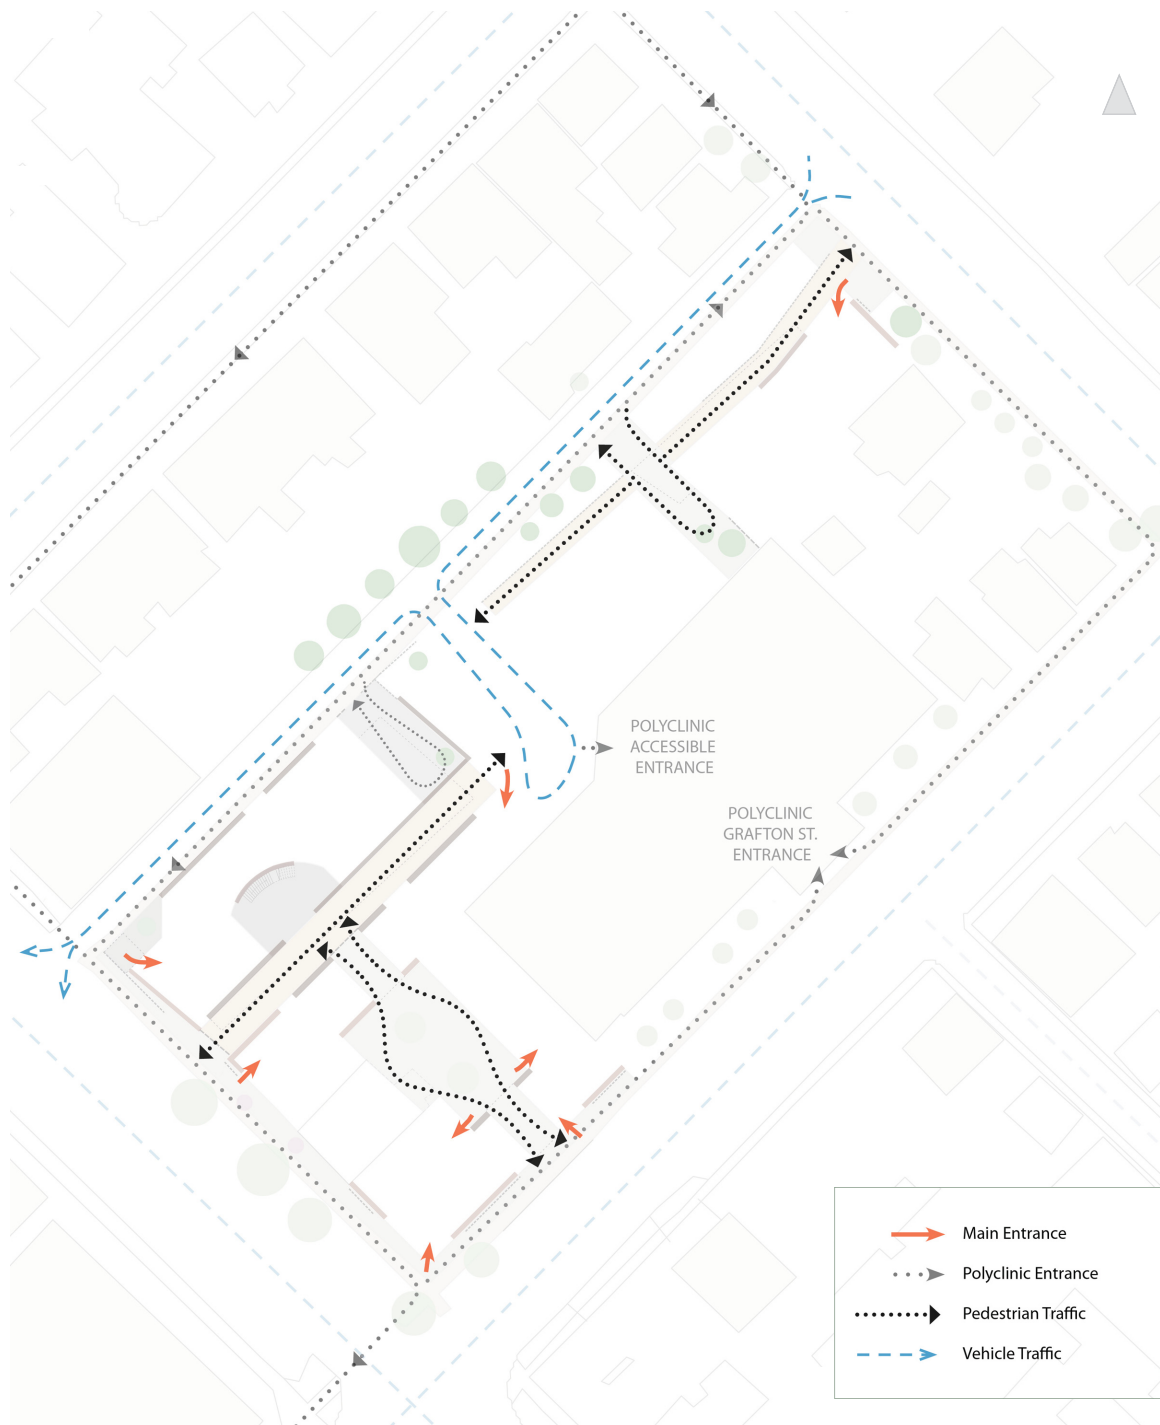 POLYCLINIC
ACCESSIBLE
ENTRANCE
POLYCLINIC
GRAFTON ST.
ENTRANCE
Main Entrance
Polyclinic Entrance
Pedestrian Traffic
Vehicle Traffic